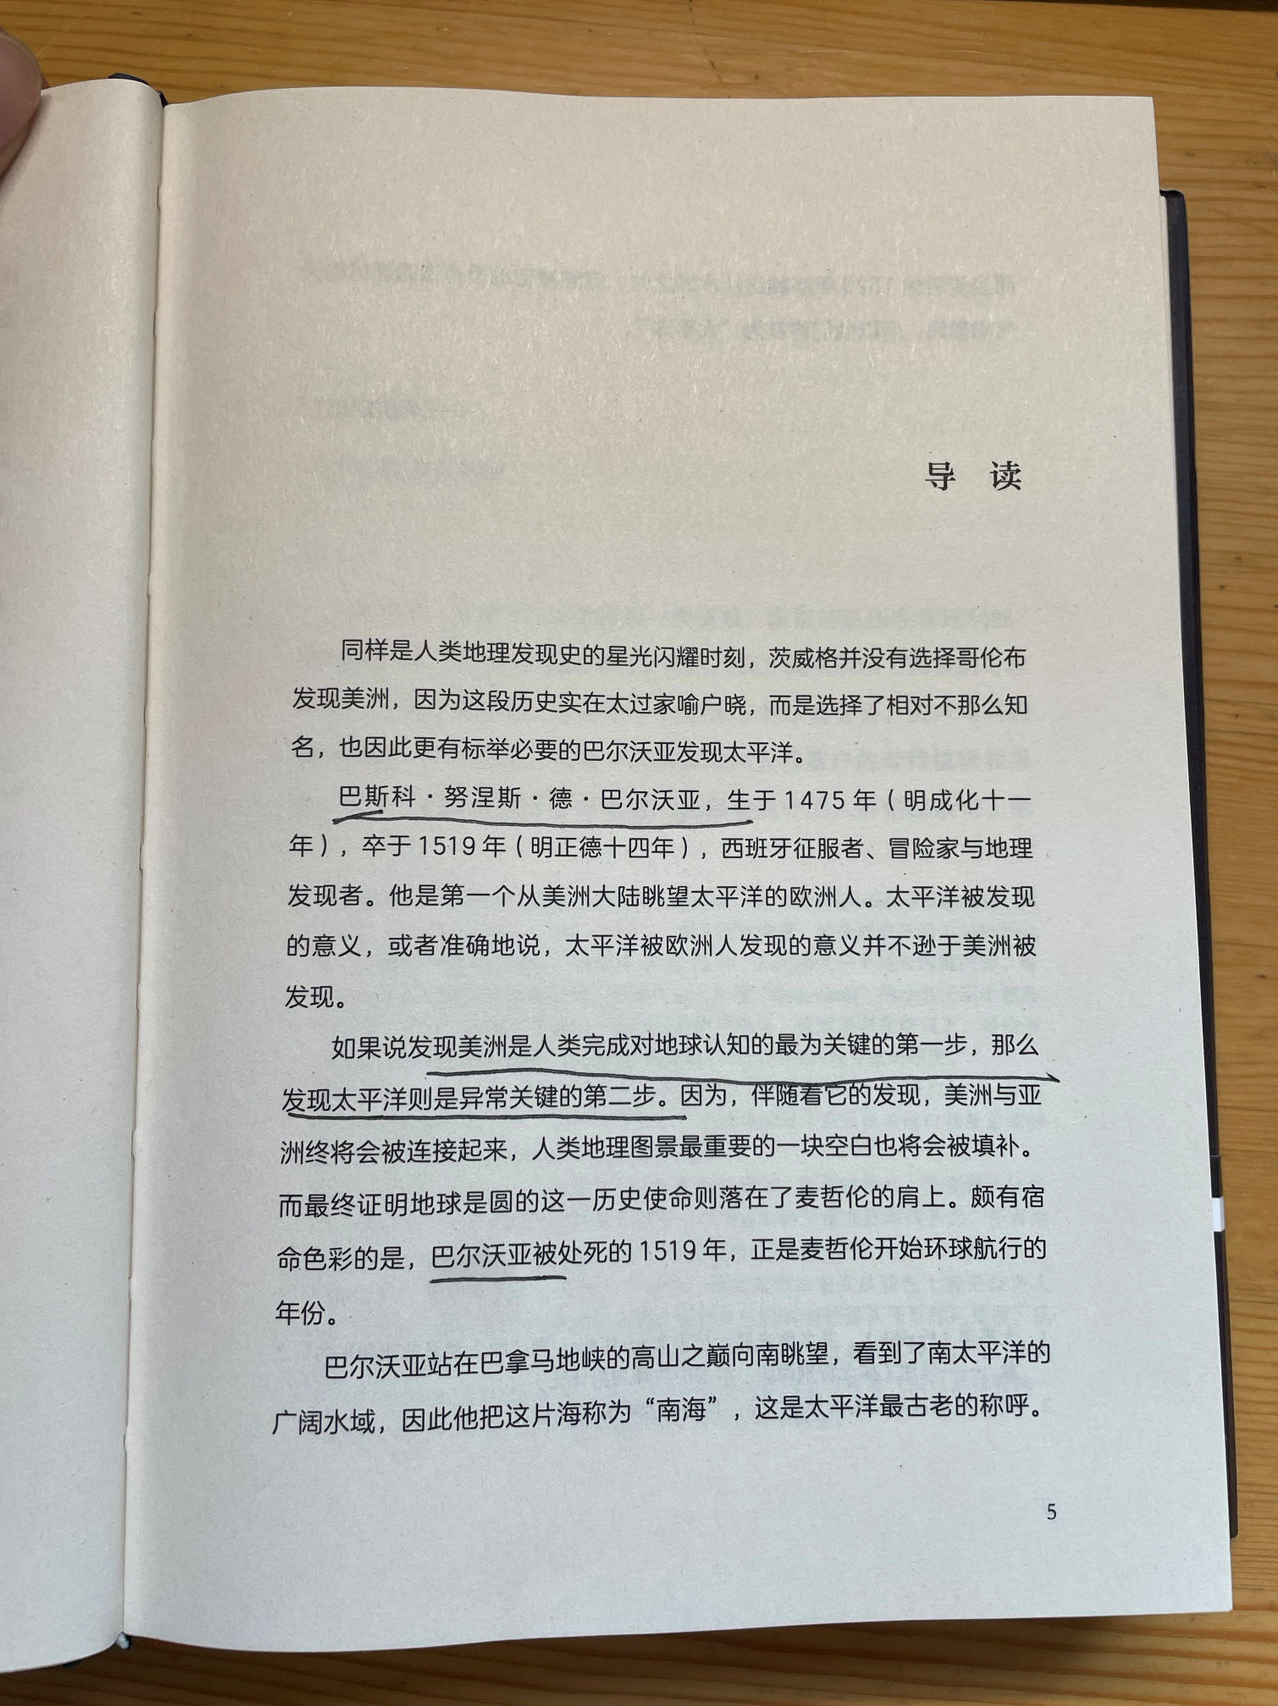 导 读
同样是人类地理发现史的星光闪耀时刻，茨威格并没有选择哥伦布
发现美洲，因为这段历史实在太过家喻户晓，而是选择了相对不那么知
名，也因此更有标举必要的巴尔沃亚发现太平洋。
巴斯科·努涅斯·德·巴尔沃亚，生于 1475 年（明成化十一
年），卒于 1519 年（明正德十四年），西班牙征服者、冒险家与地理
发现者。他是第一个从美洲大陆眺望太平洋的欧洲人。太平洋被发现
的意义，或者准确地说，太平洋被欧洲人发现的意义并不逊于美洲被
发现。
如果说发现美洲是人类完成对地球认知的最为关键的第一步，那么
发现太平洋则是异常关键的第二步。因为，伴随着它的发现，美洲与亚
洲终将会被连接起来，人类地理图景最重要的一块空白也将会被填补。
而最终证明地球是圆的这一历史使命则落在了麦哲伦的肩上。颇有宿
命色彩的是，巴尔沃亚被处死的 1519 年，正是麦哲伦开始环球航行的
年份。
巴尔沃亚站在巴拿马地峡的高山之巅向南眺望，看到了南太平洋的
广阔水域，因此他把这片海称为“南海”，这是太平洋最古老的称呼。
5